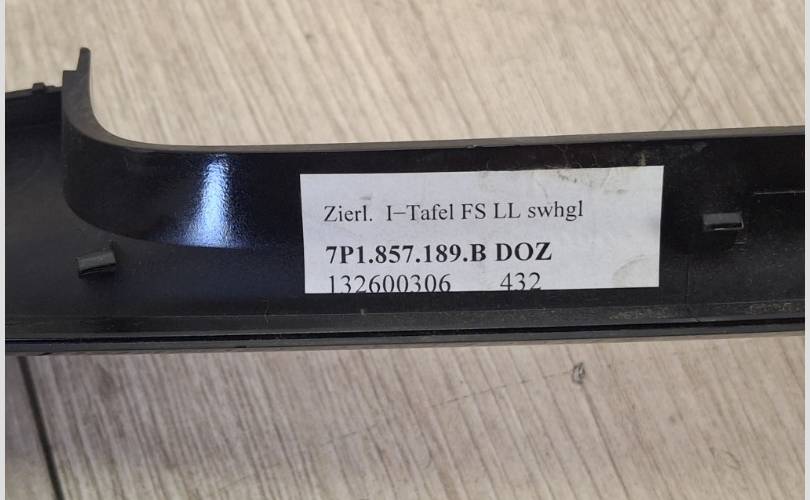 Zierl. I-Tafel FS LL swhgl
7P1.857.189.B DOZ
132600306 432